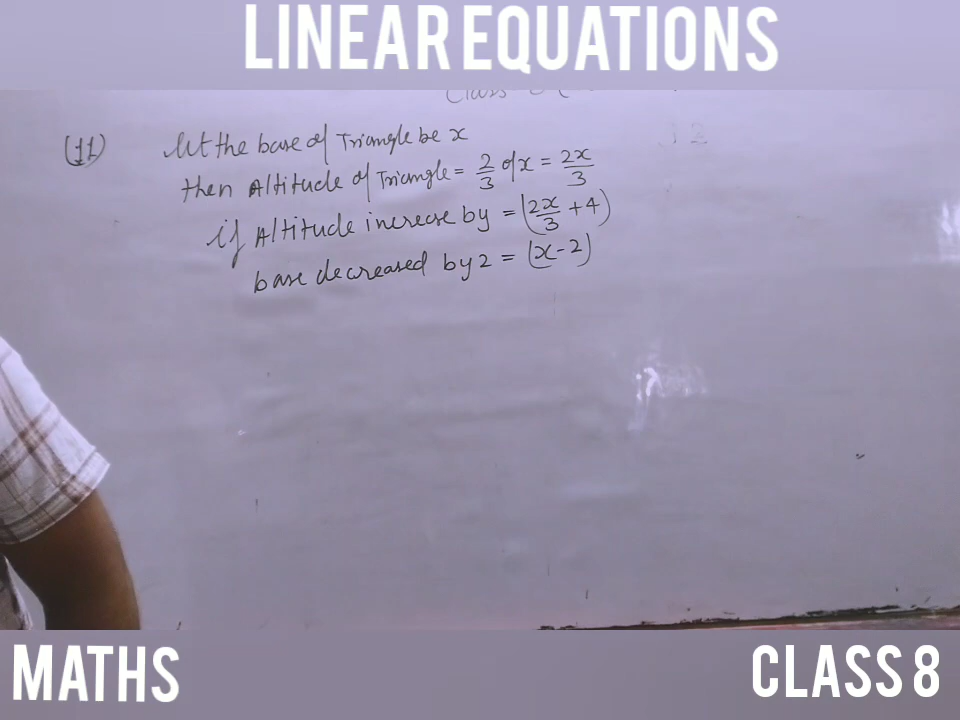 LINEAR EQUATIONS
Class
(11) Let the base of Triangle be x
then Altitude of Triangle = 2/3 of x = 2x/3
if Altitude increase by = (2x/3 + 4)
base decreased by 2 = (x - 2)
MATHS
CLASS 8